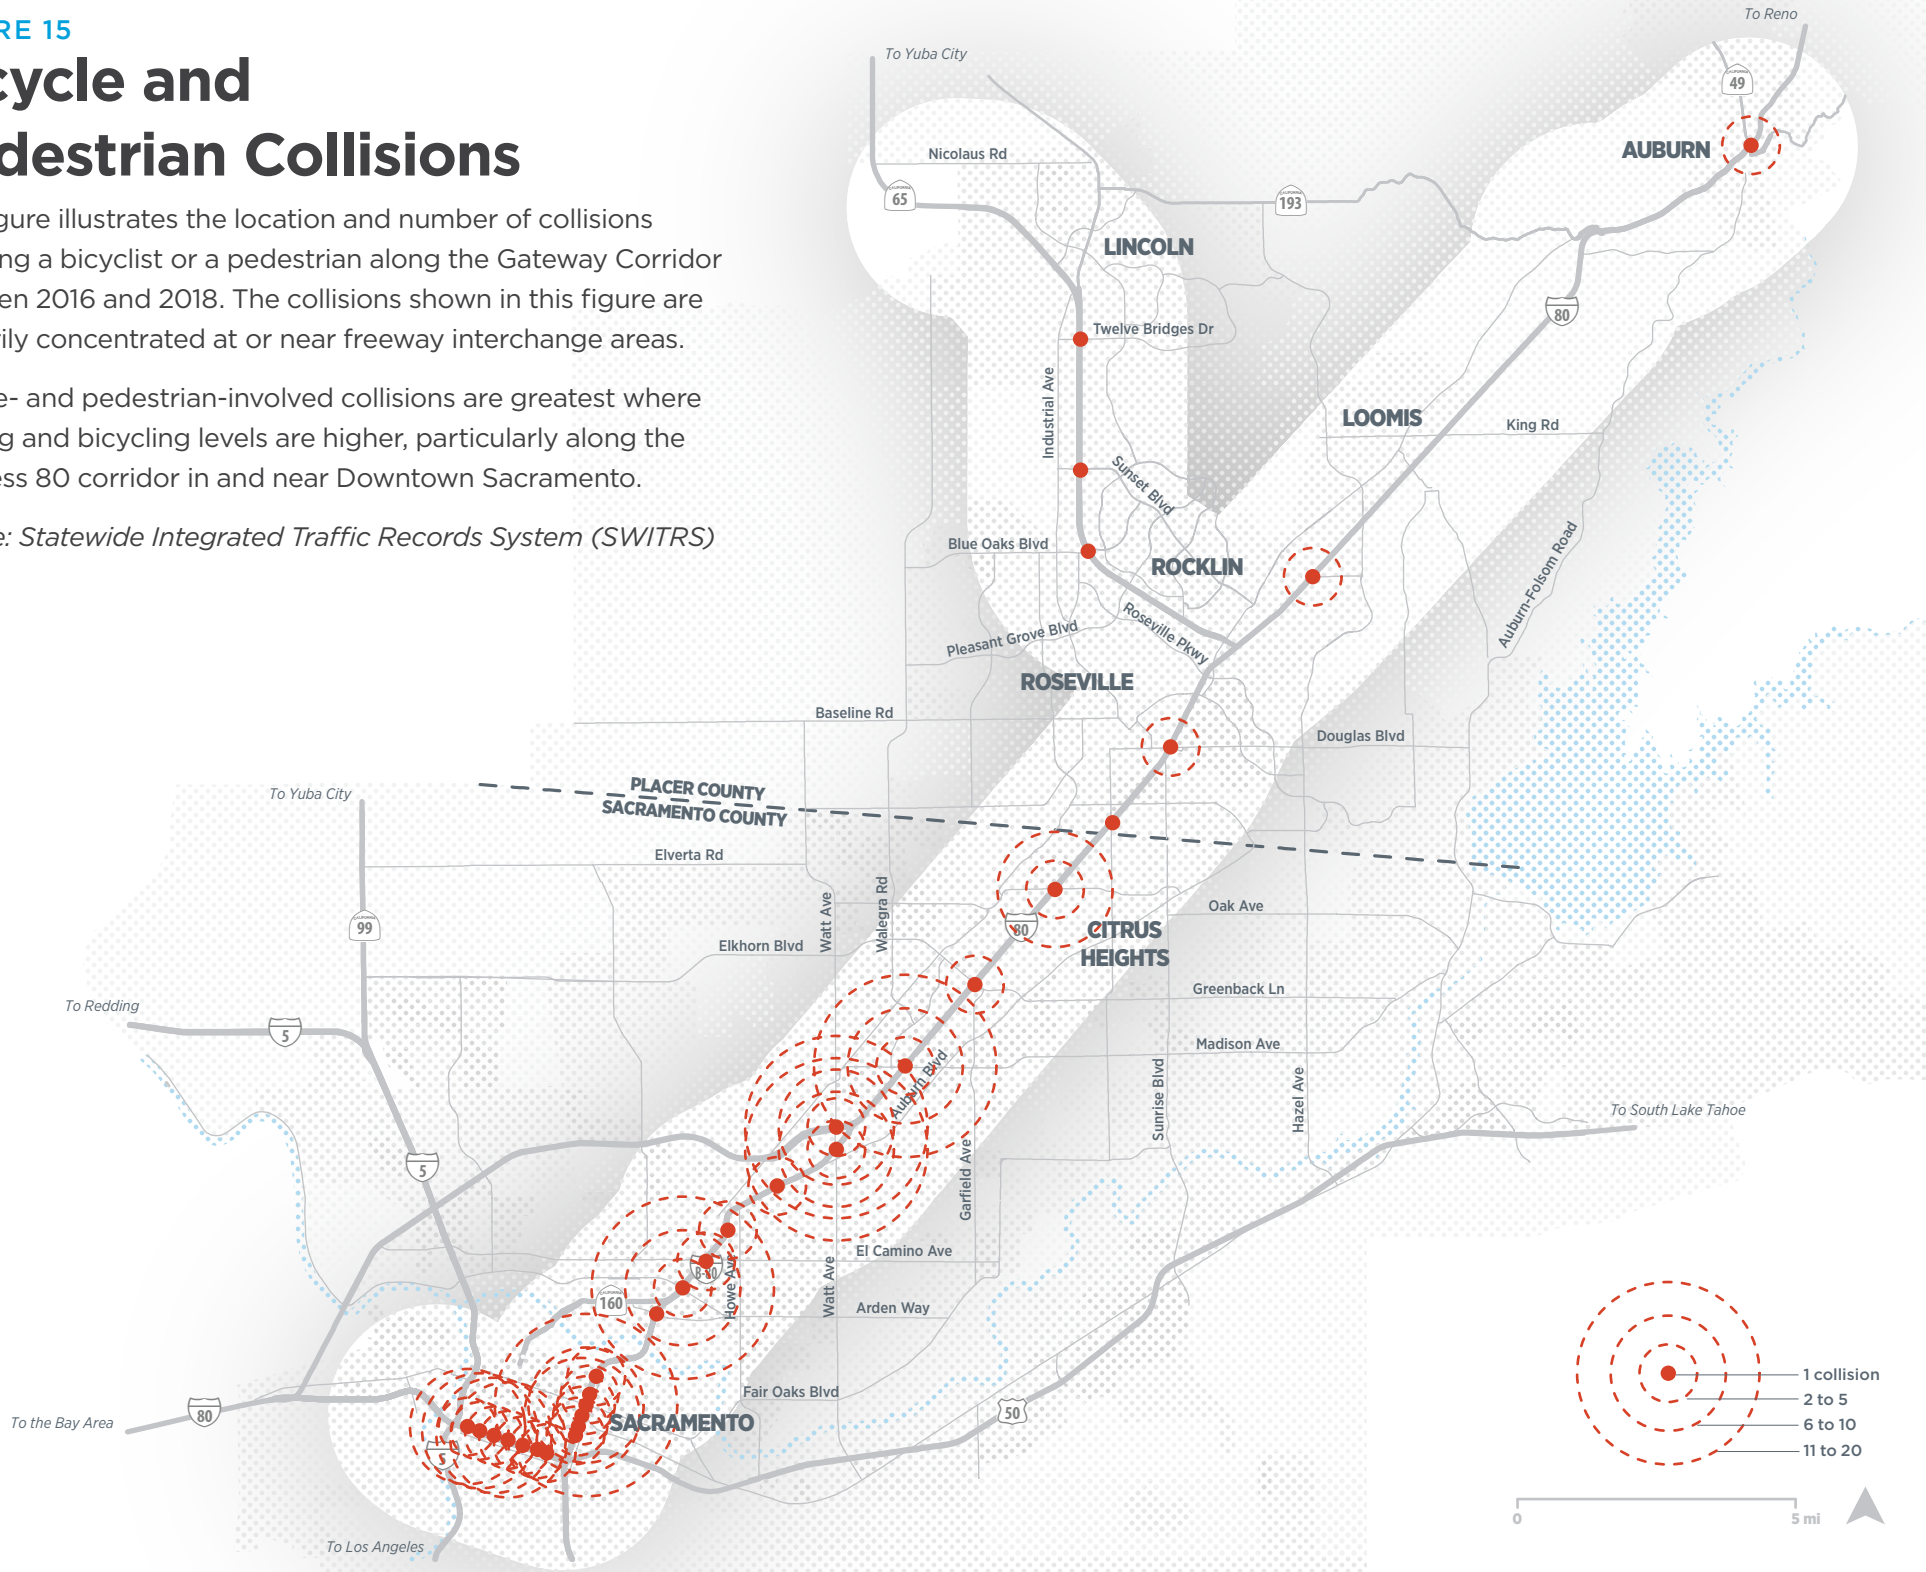 RE 15
cycle and
destrian Collisions
gure illustrates the location and number of collisions
ng a bicyclist or a pedestrian along the Gateway Corridor
en 2016 and 2018. The collisions shown in this figure are
ily concentrated at or near freeway interchange areas.
e- and pedestrian-involved collisions are greatest where
g and bicycling levels are higher, particularly along the
ess 80 corridor in and near Downtown Sacramento.
e: Statewide Integrated Traffic Records System (SWITRS)
To Reno
To Yuba City
CALIFORNIA
49
AUBURN
Nicolaus Rd
CALIFORNIA
65
CALIFORNIA
193
LINCOLN
80
Twelve Bridges Dr
Industrial Ave
LOOMIS
King Rd
Sunset Blvd
Blue Oaks Blvd
ROCKLIN
Auburn-Folsom Road
Roseville Pkwy
Pleasant Grove Blvd
ROSEVILLE
Baseline Rd
Douglas Blvd
PLACER COUNTY
SACRAMENTO COUNTY
To Yuba City
Elverta Rd
Watt Ave
Walegra Rd
CALIFORNIA
99
80
Oak Ave
CITRUS
HEIGHTS
Elkhorn Blvd
Greenback Ln
To Redding
5
Madison Ave
Auburn Blvd
Sunrise Blvd
Hazel Ave
To South Lake Tahoe
5
Garfield Ave
El Camino Ave
B-80
Howe Ave
Watt Ave
CALIFORNIA
160
Arden Way
Fair Oaks Blvd
80
To the Bay Area
SACRAMENTO
50
5
To Los Angeles
1 collision
2 to 5
6 to 10
11 to 20
0
5 mi